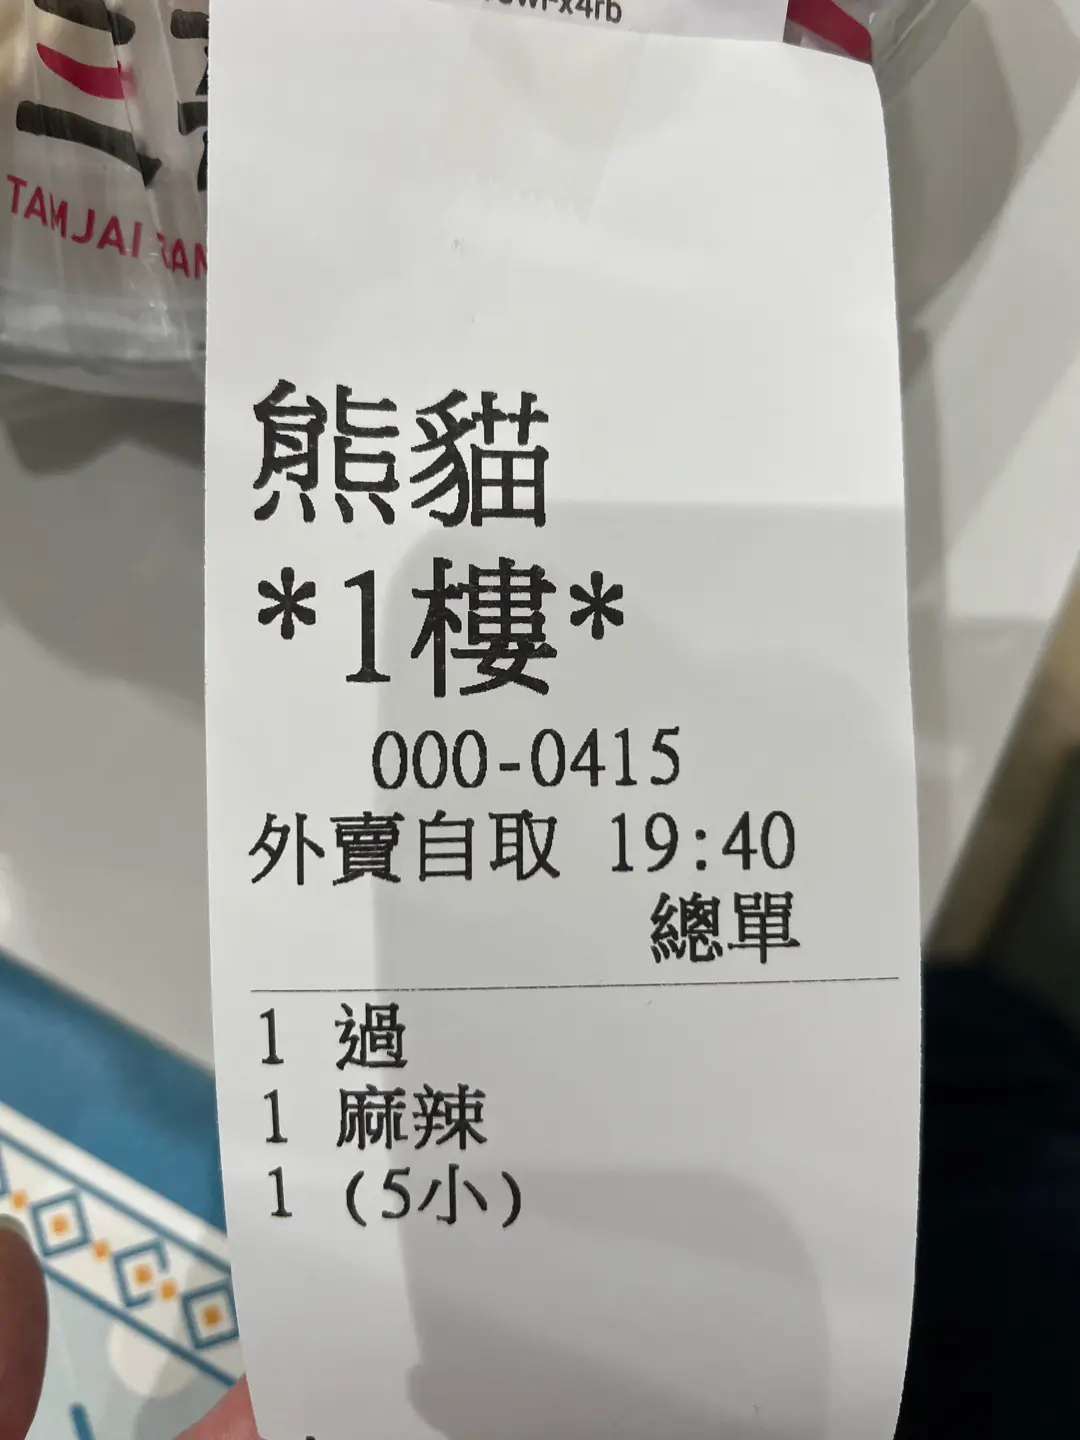 TAMJAI
熊貓
*1樓*
000-0415
外賣自取 19:40
總單
1 過
1 麻辣
1 (5小)